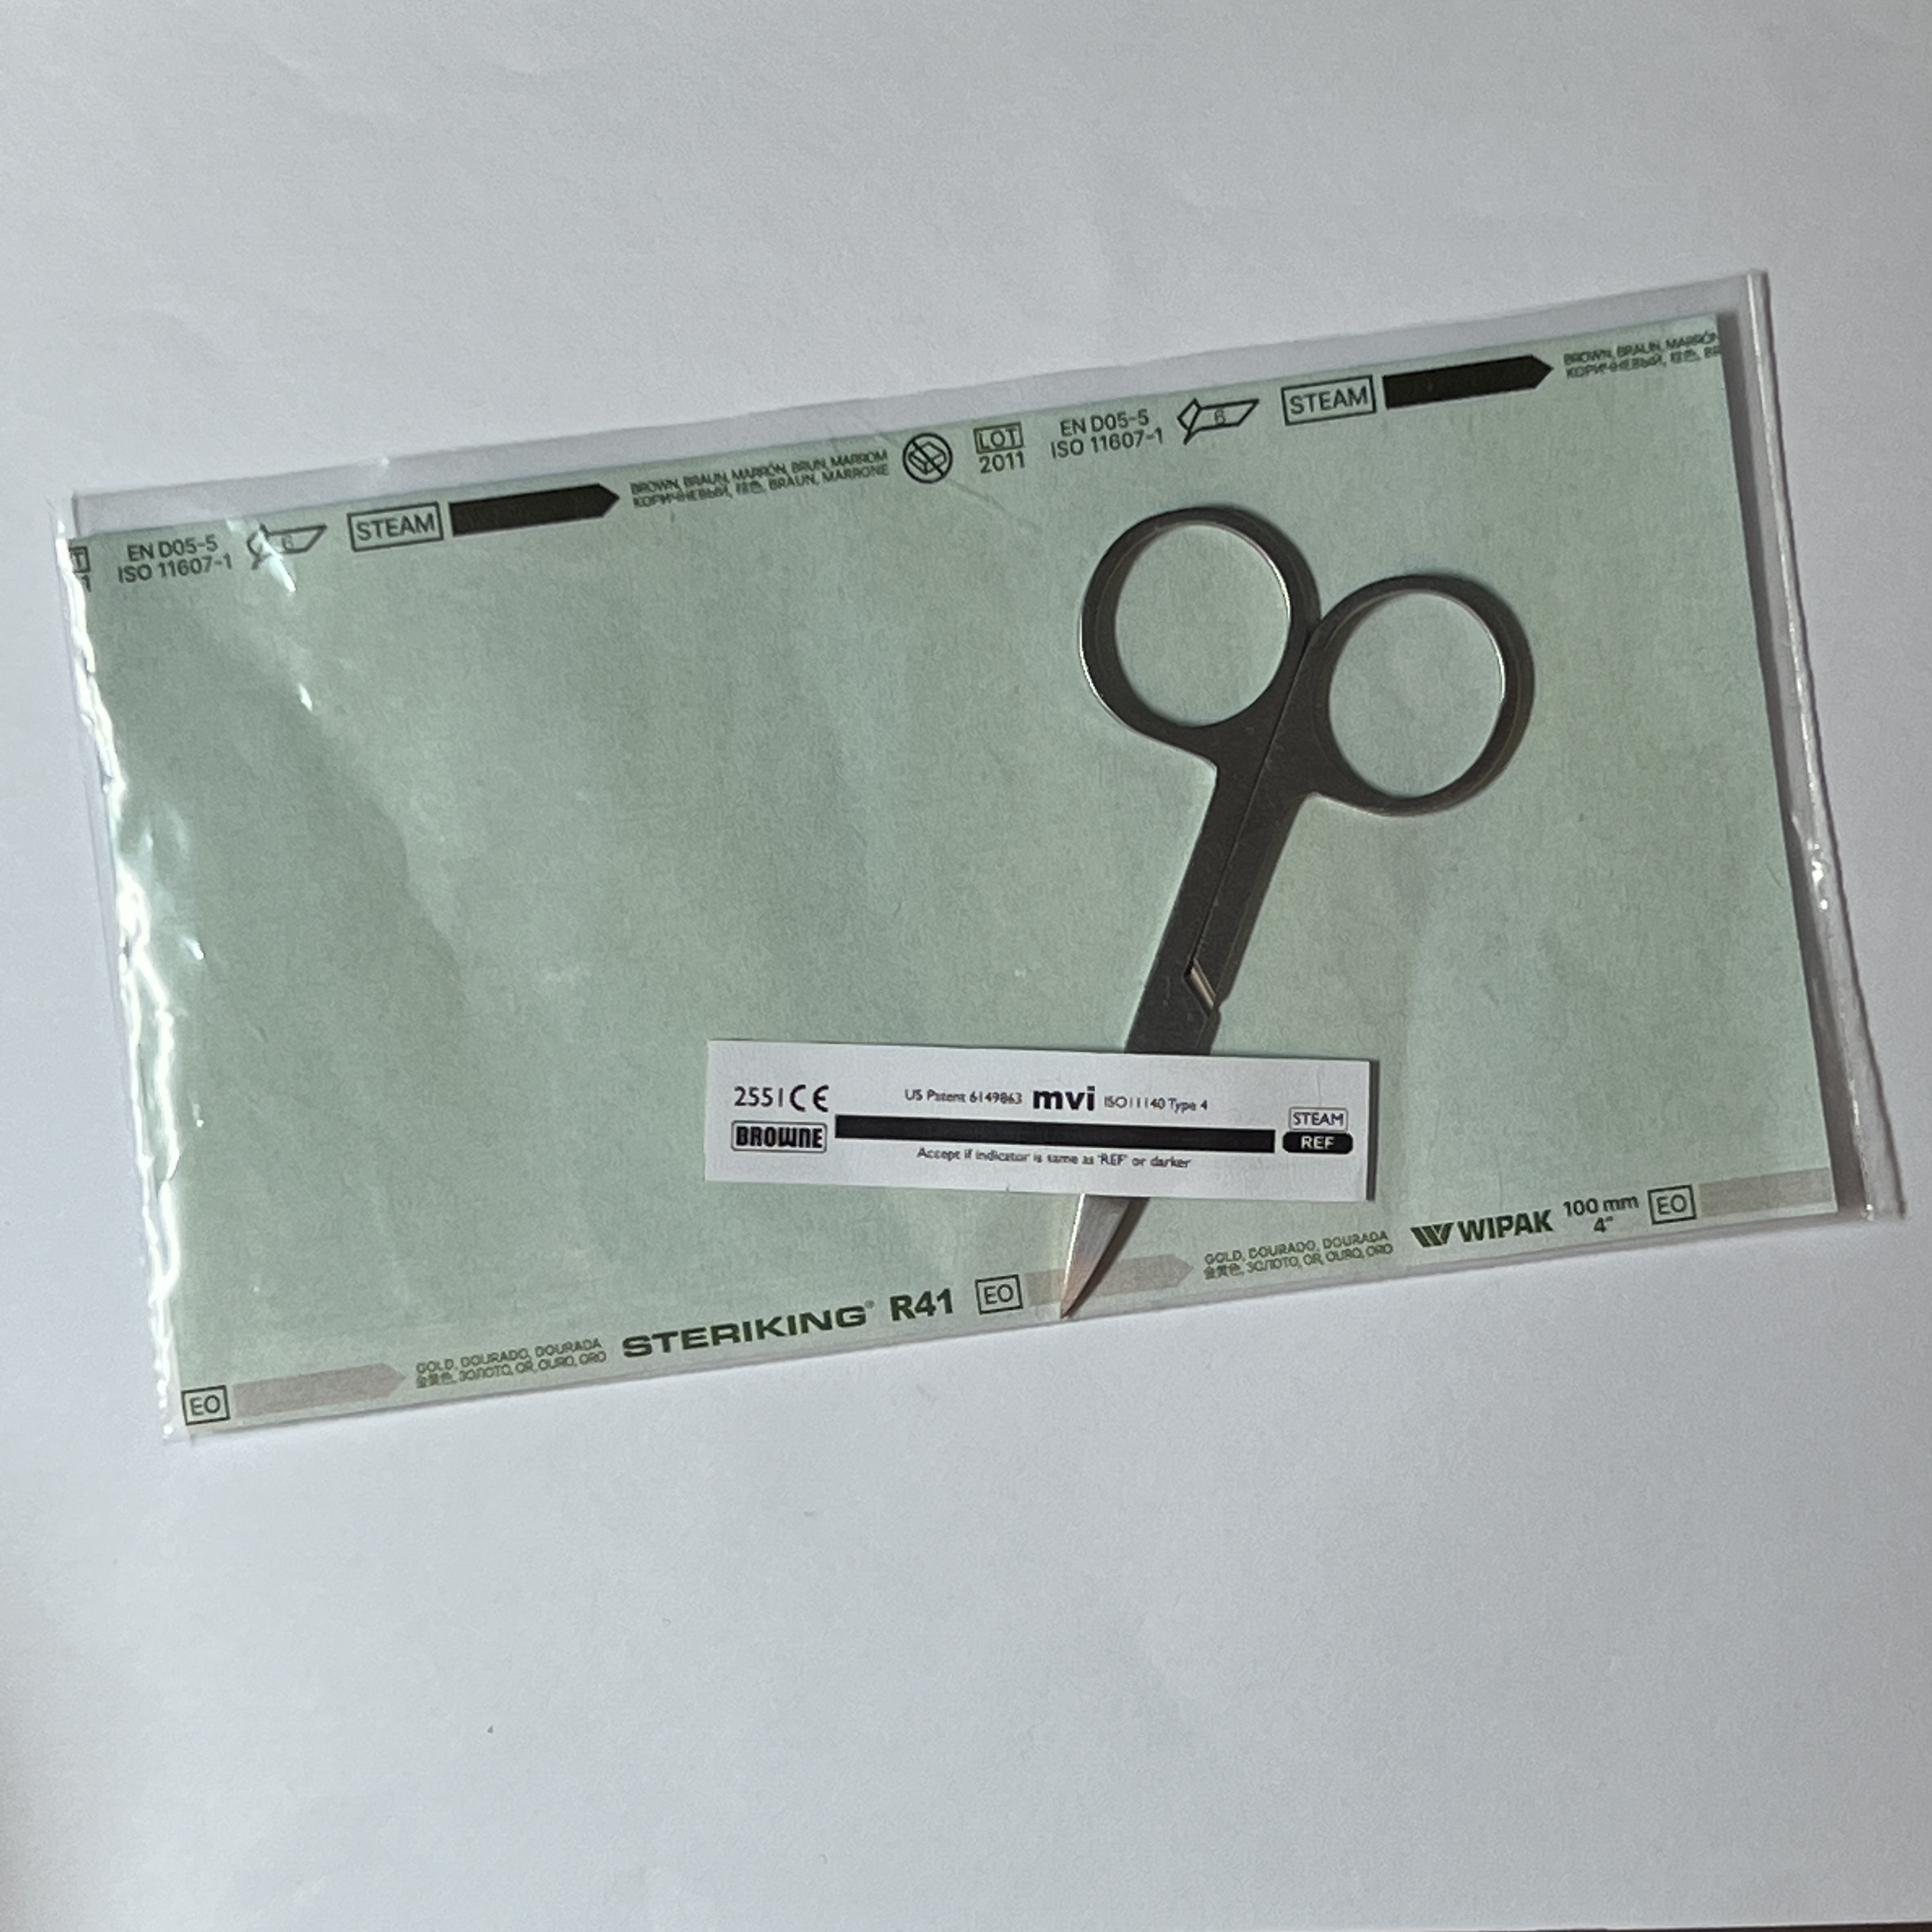 EN D05-5
ISO 11607-1
6
STEAM
BROWN, BRAUN, MARRÓN, BRUN, MARROM
КОРИЧНЕВЫЙ, 棕色, BRAUN, MARRONE
LOT
2011
EN D05-5
ISO 11607-1
6
STEAM
BROWN, BRAUN, MARRÓN
КОРИЧНЕВЫЙ, 棕色, BR
2551 CE
US Patent 6149863 mvi ISO11140 Type 4
STEAM
BROWNE
REF
Accept if indicator is same as 'REF' or darker
EO
GOLD, DOURADO, DOURADA
金黄色, ЗОЛОТО, OR, OURO, ORO
STERIKING® R41
EO
GOLD, DOURADO, DOURADA
金黄色, ЗОЛОТО, OR, OURO, ORO
WIPAK
100 mm
4"
EO